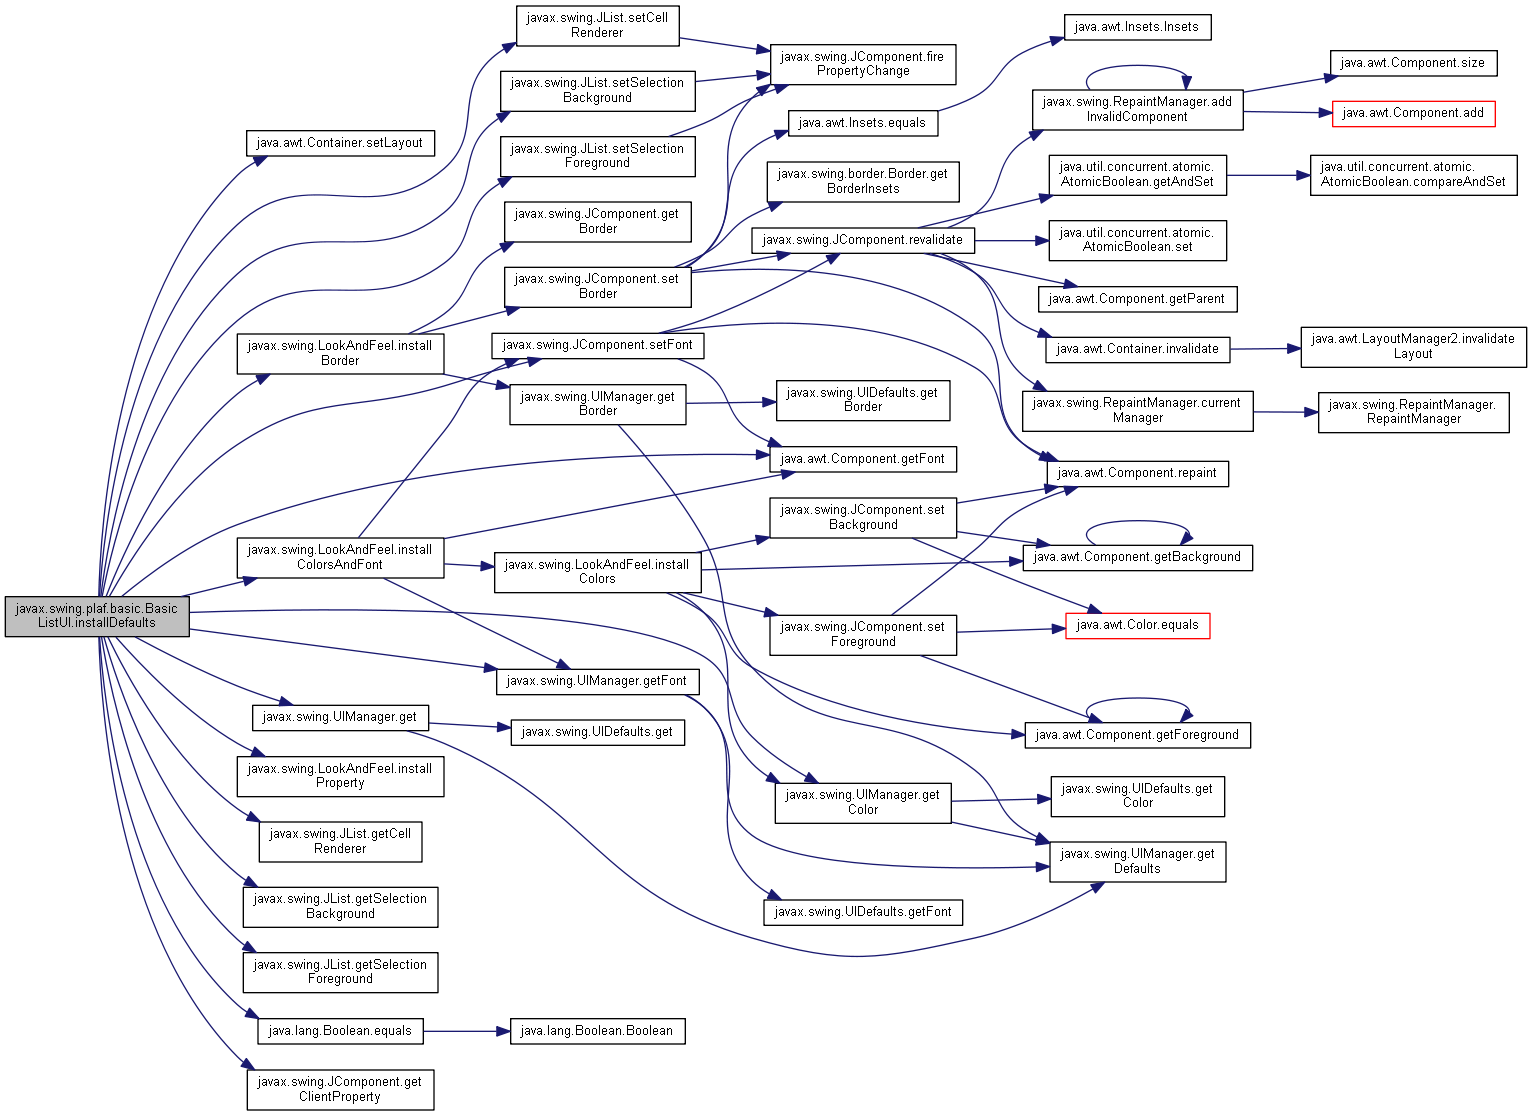 javax.swing.plaf.basic.Basic
ListUI.installDefaults
java.awt.Container.setLayout
javax.swing.LookAndFeel.install
Border
javax.swing.LookAndFeel.install
ColorsAndFont
javax.swing.UIManager.get
javax.swing.LookAndFeel.install
Property
javax.swing.JList.getCell
Renderer
javax.swing.JList.getSelection
Background
javax.swing.JList.getSelection
Foreground
java.lang.Boolean.equals
javax.swing.JComponent.get
ClientProperty
javax.swing.JList.setCell
Renderer
javax.swing.JList.setSelection
Background
javax.swing.JList.setSelection
Foreground
javax.swing.JComponent.get
Border
javax.swing.JComponent.set
Border
javax.swing.JComponent.setFont
javax.swing.UIManager.get
Border
javax.swing.LookAndFeel.install
Colors
javax.swing.UIManager.getFont
javax.swing.UIDefaults.get
java.lang.Boolean.Boolean
javax.swing.JComponent.fire
PropertyChange
java.awt.Insets.equals
javax.swing.border.Border.get
BorderInsets
javax.swing.JComponent.revalidate
javax.swing.UIDefaults.get
Border
java.awt.Component.getFont
javax.swing.JComponent.set
Background
javax.swing.JComponent.set
Foreground
javax.swing.UIManager.get
Color
javax.swing.UIDefaults.getFont
java.awt.Insets.Insets
javax.swing.RepaintManager.add
InvalidComponent
java.util.concurrent.atomic.
AtomicBoolean.getAndSet
java.util.concurrent.atomic.
AtomicBoolean.set
java.awt.Component.getParent
java.awt.Container.invalidate
javax.swing.RepaintManager.current
Manager
java.awt.Component.repaint
java.awt.Component.getBackground
java.awt.Color.equals
java.awt.Component.getForeground
javax.swing.UIDefaults.get
Color
javax.swing.UIManager.get
Defaults
java.awt.Component.size
java.awt.Component.add
java.util.concurrent.atomic.
AtomicBoolean.compareAndSet
java.awt.LayoutManager2.invalidate
Layout
javax.swing.RepaintManager.
RepaintManager